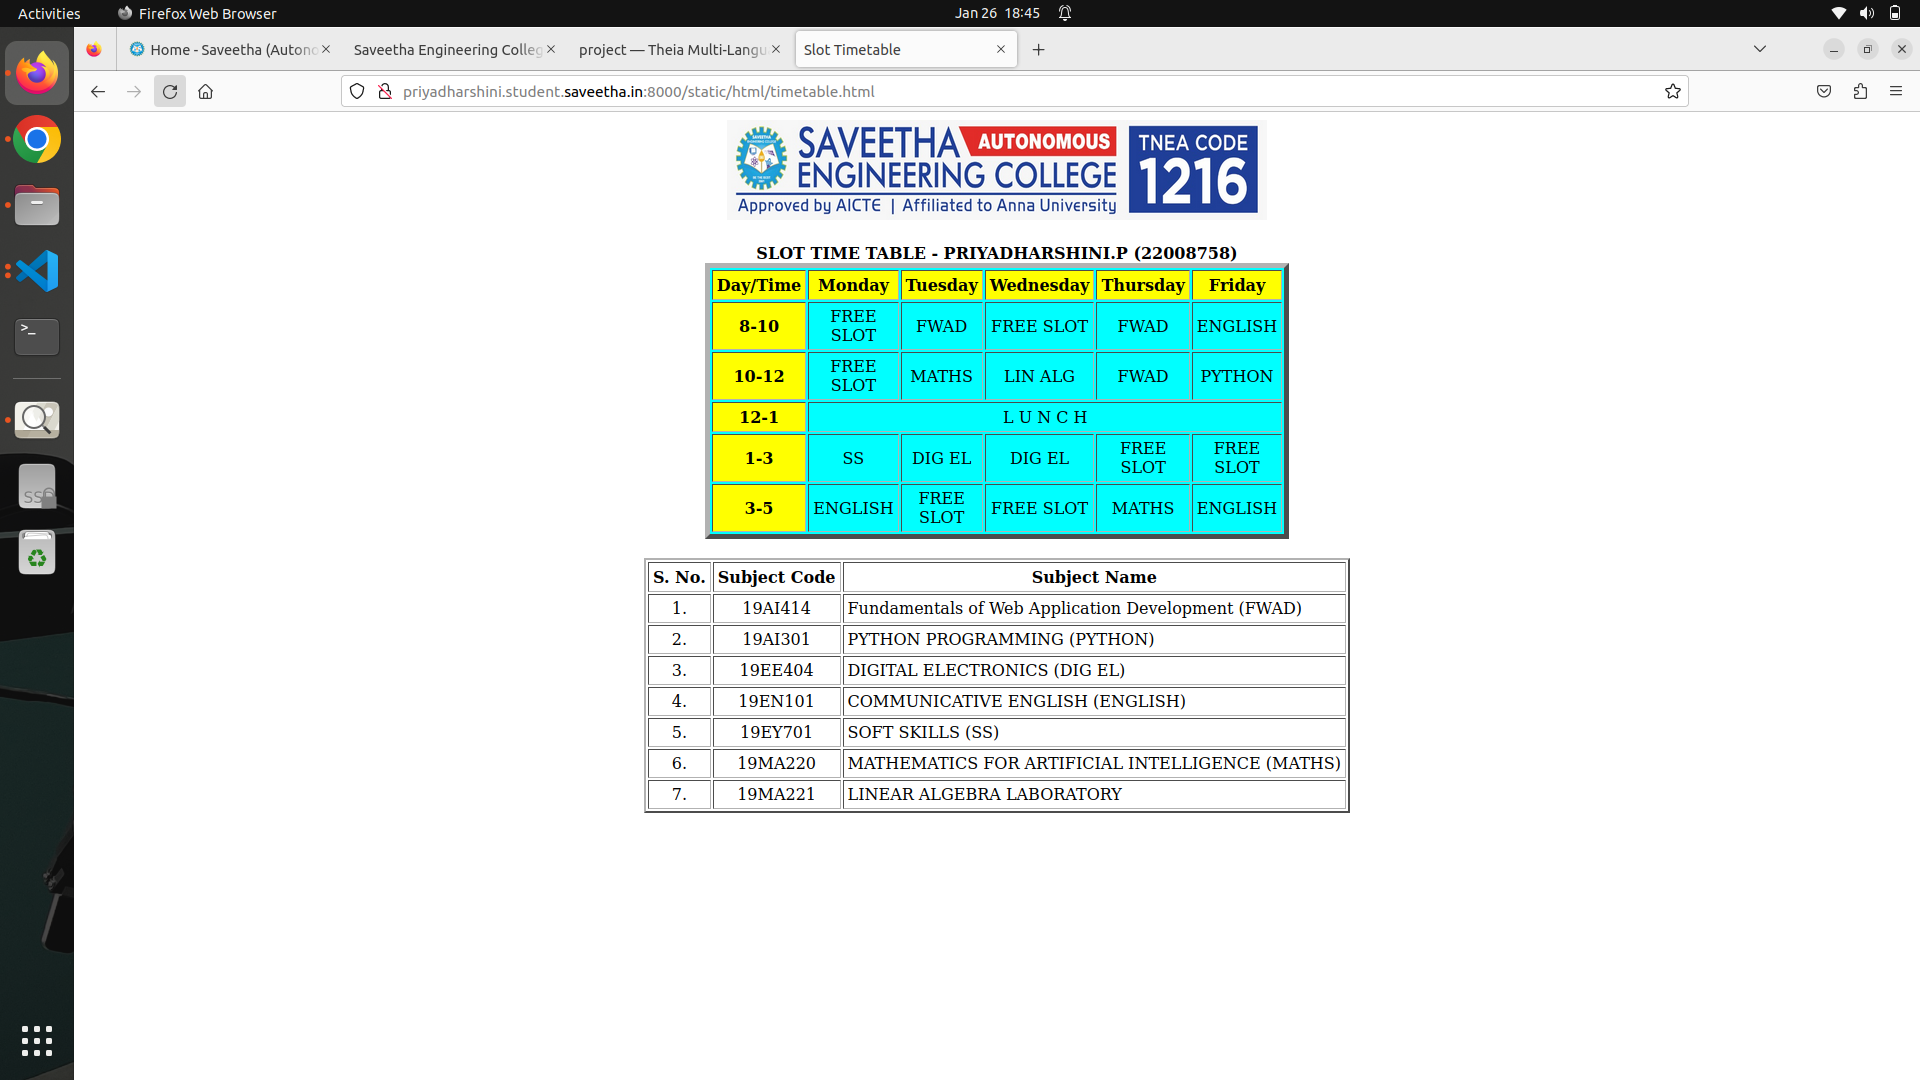 Activities
Firefox Web Browser
Jan 26 18:45
Home - Saveetha (Autono
Saveetha Engineering Colleg
project — Theia Multi-Langu
Slot Timetable
priyadharshini.student.saveetha.in:8000/static/html/timetable.html
SAVEETHA AUTONOMOUS
ENGINEERING COLLEGE
Approved by AICTE | Affiliated to Anna University
TNEA CODE
1216
SLOT TIME TABLE - PRIYADHARSHINI.P (22008758)
Day/Time Monday Tuesday Wednesday Thursday Friday
8-10 FREE SLOT FWAD FREE SLOT FWAD ENGLISH
10-12 FREE SLOT MATHS LIN ALG FWAD PYTHON
12-1 L U N C H
1-3 SS DIG EL DIG EL FREE SLOT FREE SLOT
3-5 ENGLISH FREE SLOT FREE SLOT MATHS ENGLISH
S. No. Subject Code Subject Name
1. 19AI414 Fundamentals of Web Application Development (FWAD)
2. 19AI301 PYTHON PROGRAMMING (PYTHON)
3. 19EE404 DIGITAL ELECTRONICS (DIG EL)
4. 19EN101 COMMUNICATIVE ENGLISH (ENGLISH)
5. 19EY701 SOFT SKILLS (SS)
6. 19MA220 MATHEMATICS FOR ARTIFICIAL INTELLIGENCE (MATHS)
7. 19MA221 LINEAR ALGEBRA LABORATORY